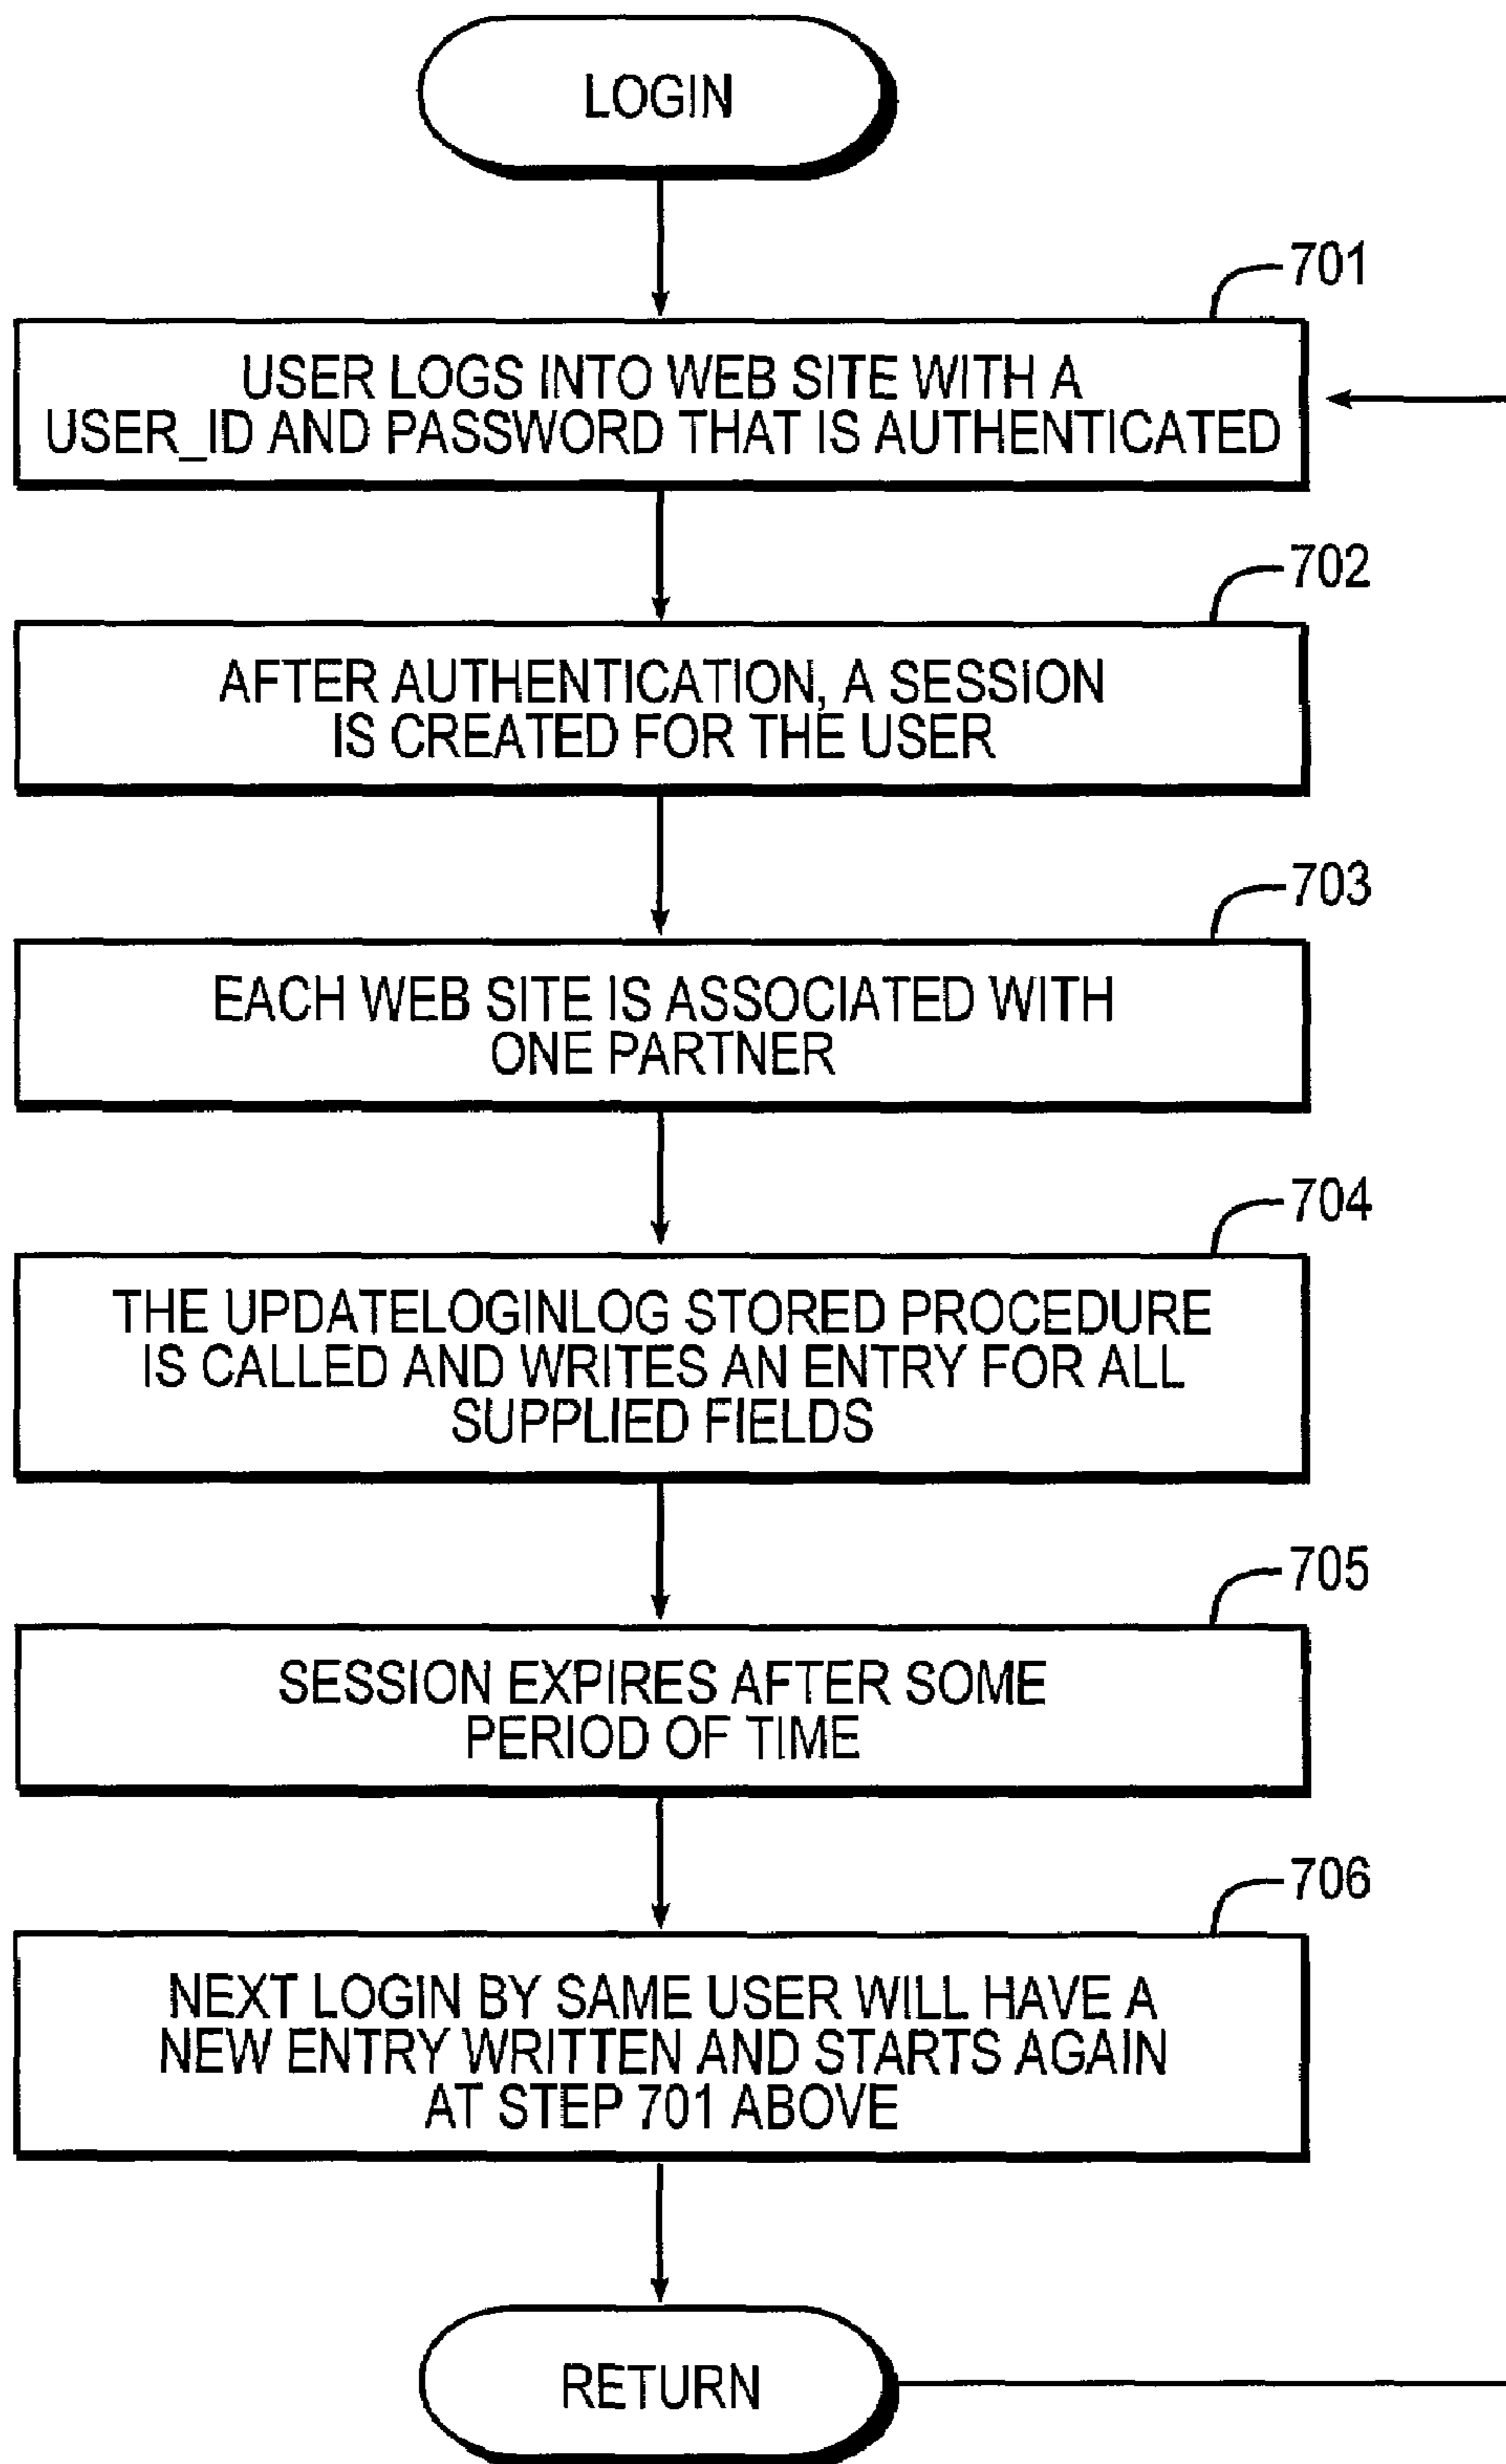 LOGIN
701
USER LOGS INTO WEB SITE WITH A
USER_ID AND PASSWORD THAT IS AUTHENTICATED
702
AFTER AUTHENTICATION, A SESSION
IS CREATED FOR THE USER
703
EACH WEB SITE IS ASSOCIATED WITH
ONE PARTNER
704
THE UPDATELOGINLOG STORED PROCEDURE
IS CALLED AND WRITES AN ENTRY FOR ALL
SUPPLIED FIELDS
705
SESSION EXPIRES AFTER SOME
PERIOD OF TIME
706
NEXT LOGIN BY SAME USER WILL HAVE A
NEW ENTRY WRITTEN AND STARTS AGAIN
AT STEP 701 ABOVE
RETURN